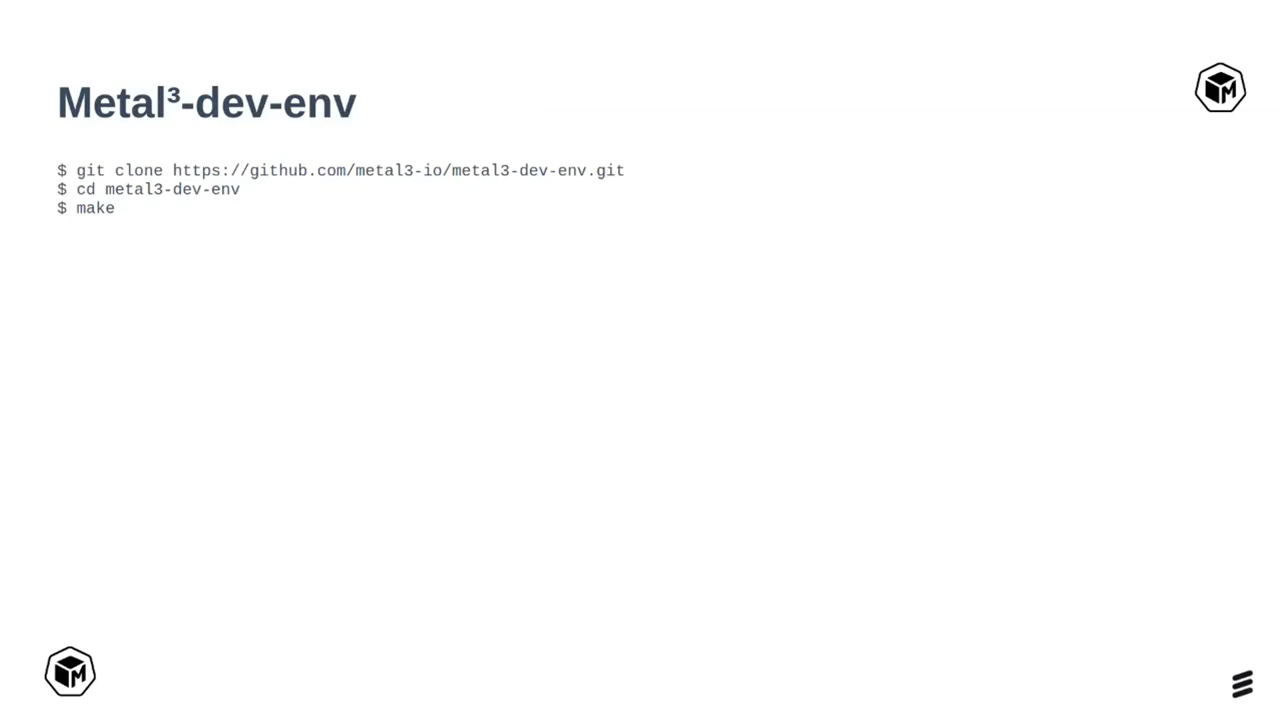 Metal³-dev-env
$ git clone https://github.com/metal3-io/metal3-dev-env.git
$ cd metal3-dev-env
$ make